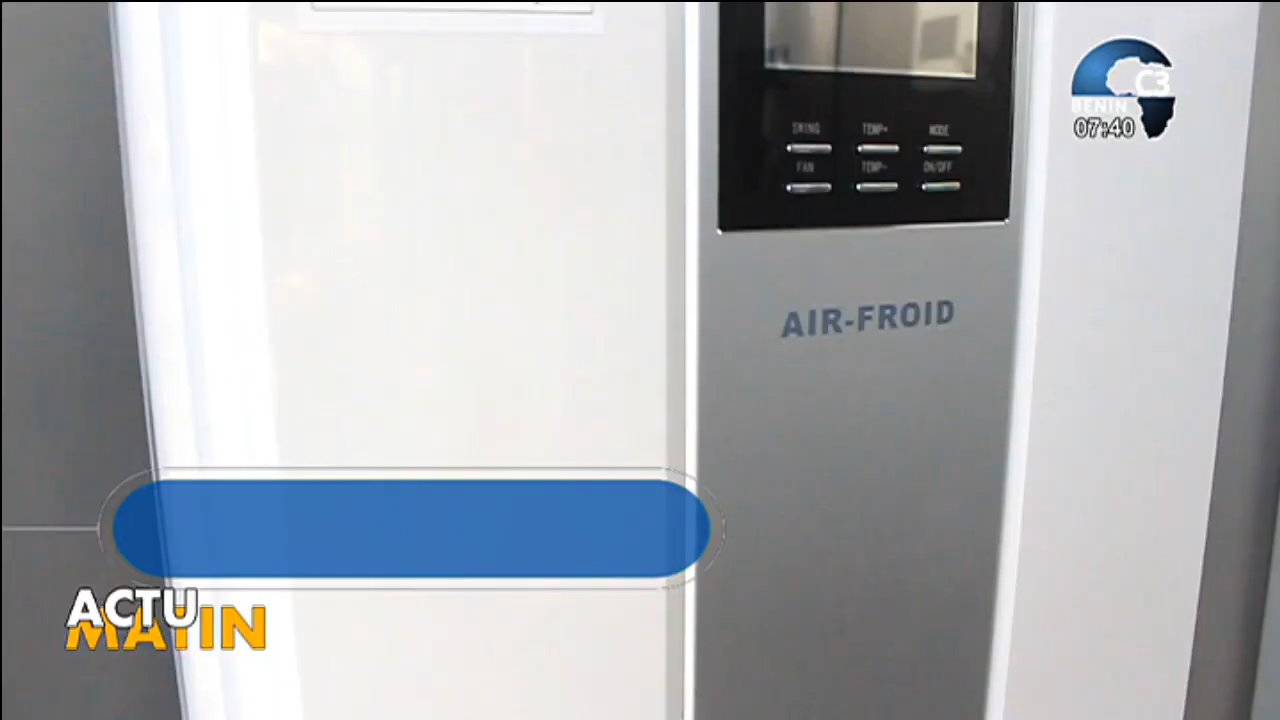 C3
BENIN
07:40
SWING TEMP+ MODE
FAN TEMP- ON/OFF
AIR-FROID
ACTU
MATIN